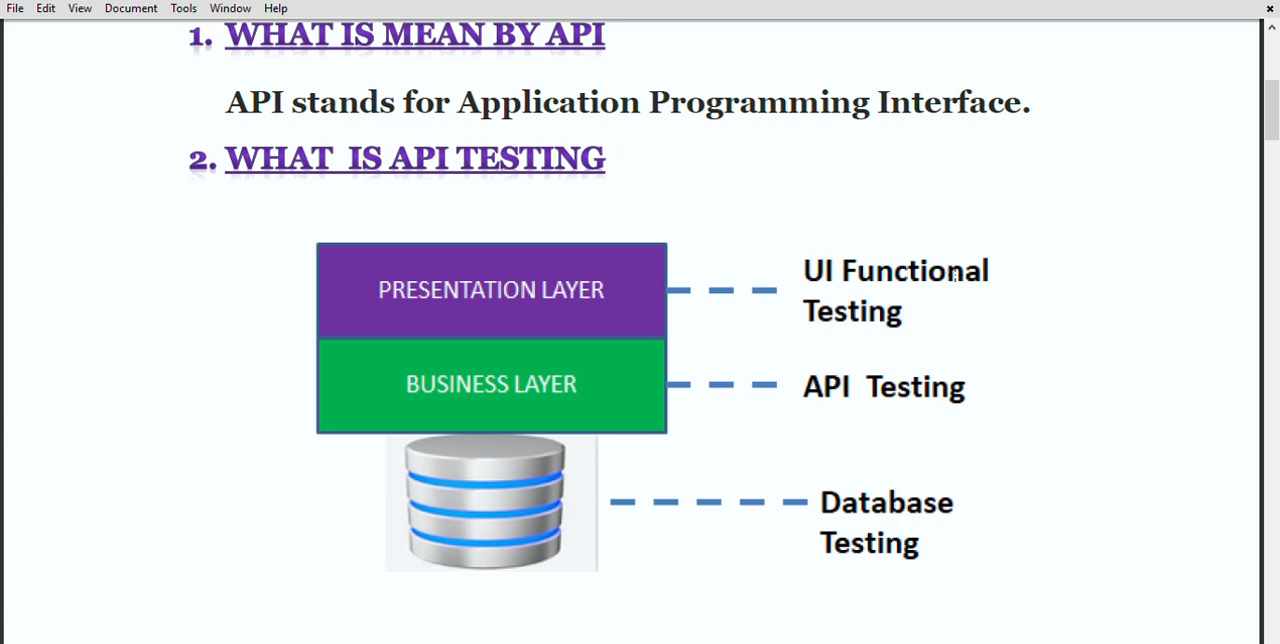 File Edit View Document Tools Window Help
1. WHAT IS MEAN BY API
API stands for Application Programming Interface.
2. WHAT IS API TESTING
PRESENTATION LAYER
UI Functional
Testing
BUSINESS LAYER
API Testing
Database
Testing